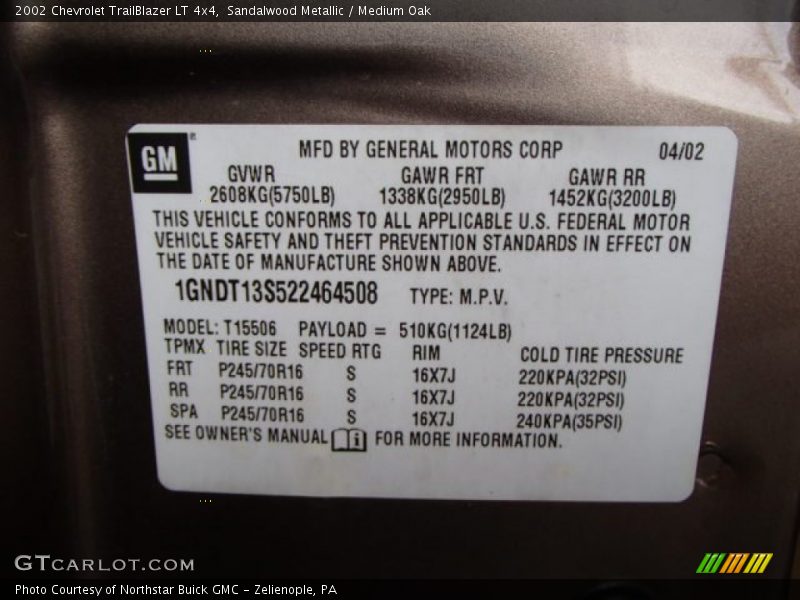 2002 Chevrolet TrailBlazer LT 4x4, Sandalwood Metallic / Medium Oak
GM
MFD BY GENERAL MOTORS CORP 04/02
GVWR GAWR FRT GAWR RR
2608KG(5750LB) 1338KG(2950LB) 1452KG(3200LB)
THIS VEHICLE CONFORMS TO ALL APPLICABLE U.S. FEDERAL MOTOR
VEHICLE SAFETY AND THEFT PREVENTION STANDARDS IN EFFECT ON
THE DATE OF MANUFACTURE SHOWN ABOVE.
1GNDT13S522464508 TYPE: M.P.V.
MODEL: T15506 PAYLOAD = 510KG(1124LB)
TPMX TIRE SIZE SPEED RTG RIM COLD TIRE PRESSURE
FRT P245/70R16 S 16X7J 220KPA(32PSI)
RR P245/70R16 S 16X7J 220KPA(32PSI)
SPA P245/70R16 S 16X7J 240KPA(35PSI)
SEE OWNER'S MANUAL i FOR MORE INFORMATION.
GTCARLOT.COM
Photo Courtesy of Northstar Buick GMC - Zelienople, PA